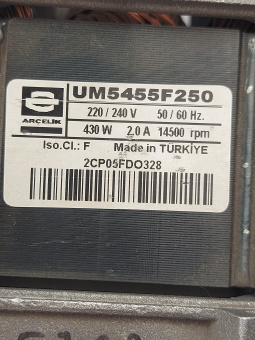 UM5455F250
ARÇELİK
220 / 240 V 50 / 60 Hz.
430 W 2.0 A 14500 rpm
Iso.Cl.: F Made in TÜRKİYE
2CP05FDO328